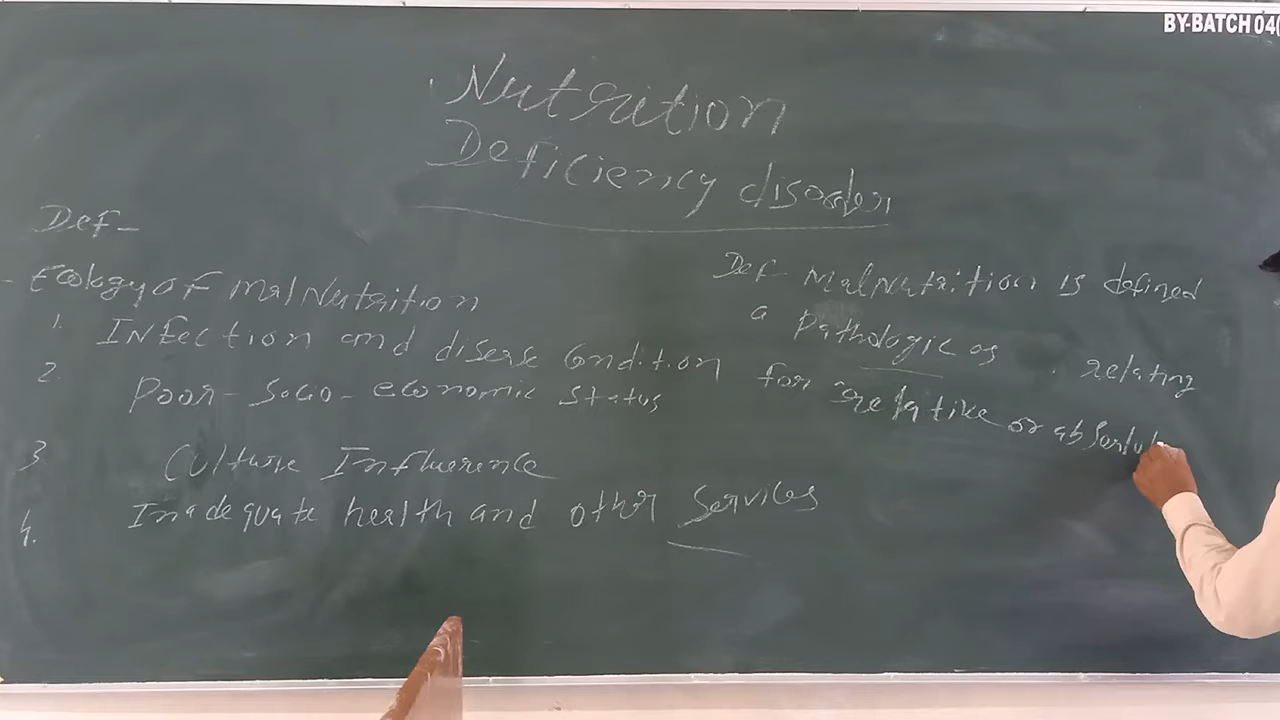 BY-BATCH 04(
Nutrition
Deficiency disorder
Def-
- Ecology of malNutrition
1. INfection and disese Condition
2. Poor-Socio-economic status
3 Culture Influence
4. Inadequate health and other Services
Def- MalNutrition is defined
a Pathologic as relating
for relative or absolut